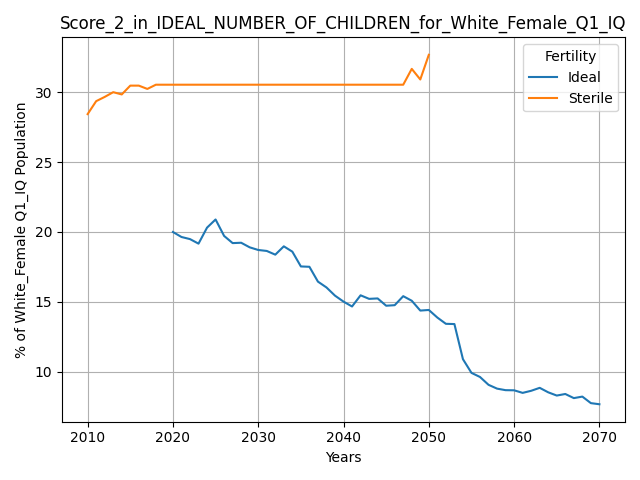 Score_2_in_IDEAL_NUMBER_OF_CHILDREN_for_White_Female_Q1_IQ
Fertility
Ideal
Sterile
% of White_Female Q1_IQ Population
30
25
20
15
10
2010 2020 2030 2040 2050 2060 2070
Years